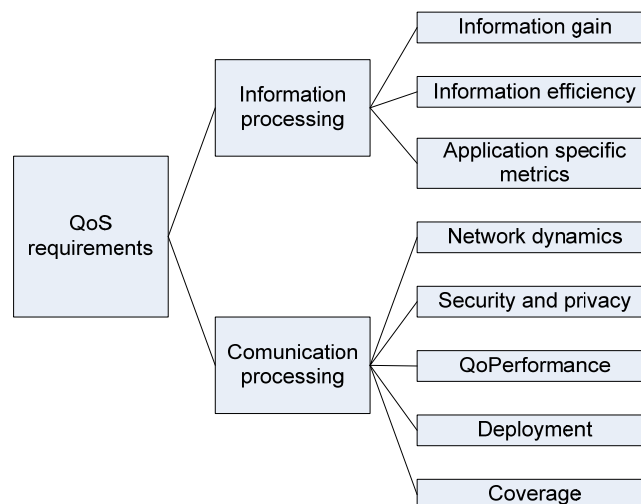 QoS
requirements
Information
processing
Information gain
Information efficiency
Application specific
metrics
Comunication
processing
Network dynamics
Security and privacy
QoPerformance
Deployment
Coverage